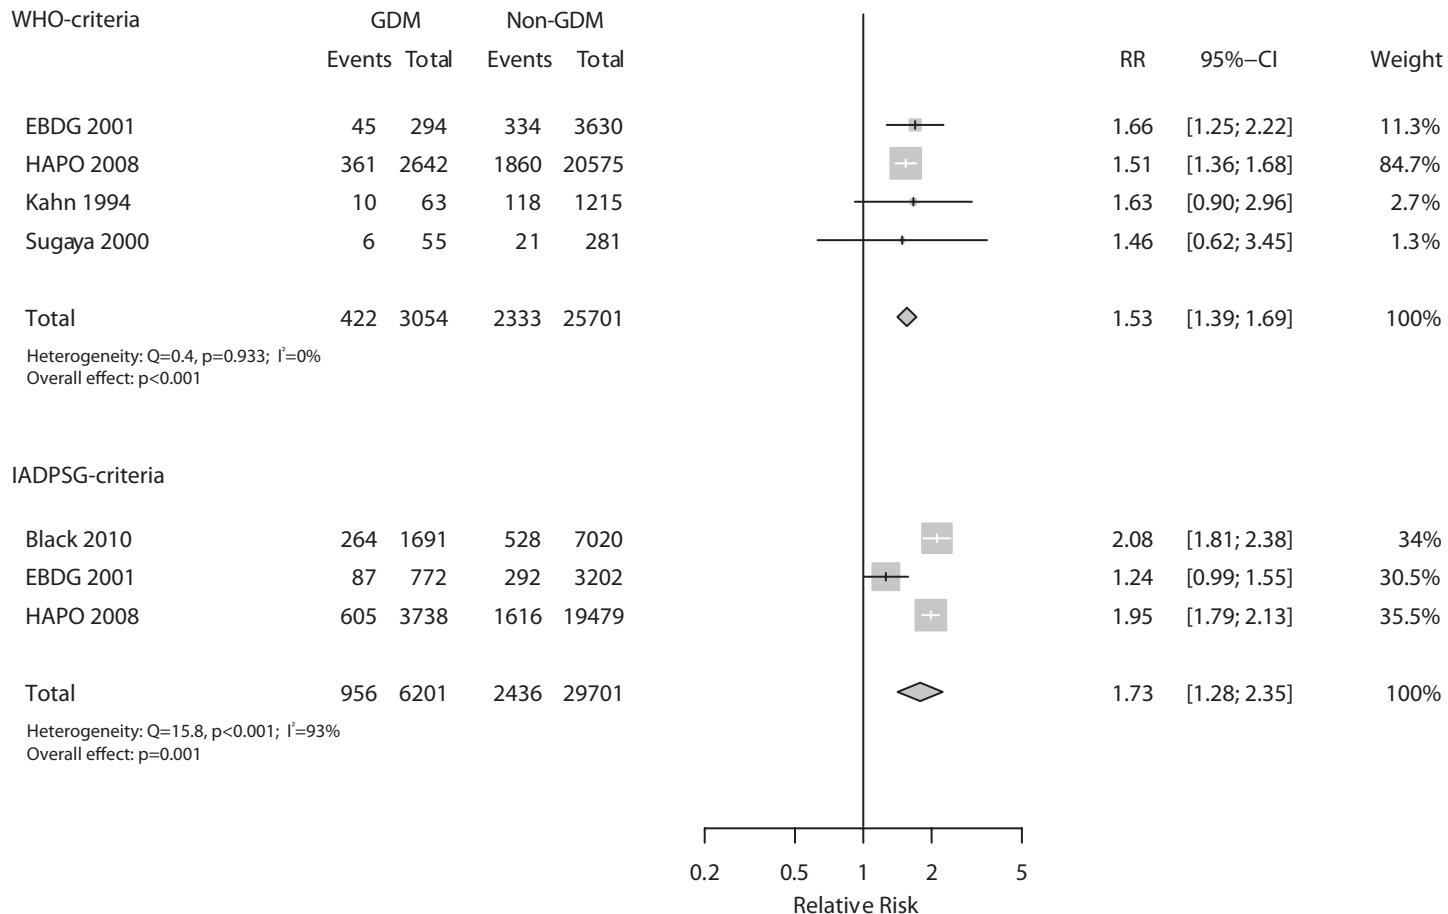 WHO-criteria GDM Non-GDM
Events Total Events Total RR 95%–CI Weight
EBDG 2001 45 294 334 3630 1.66 [1.25; 2.22] 11.3%
HAPO 2008 361 2642 1860 20575 1.51 [1.36; 1.68] 84.7%
Kahn 1994 10 63 118 1215 1.63 [0.90; 2.96] 2.7%
Sugaya 2000 6 55 21 281 1.46 [0.62; 3.45] 1.3%
Total 422 3054 2333 25701 1.53 [1.39; 1.69] 100%
Heterogeneity: Q=0.4, p=0.933; I²=0%
Overall effect: p<0.001
IADPSG-criteria
Black 2010 264 1691 528 7020 2.08 [1.81; 2.38] 34%
EBDG 2001 87 772 292 3202 1.24 [0.99; 1.55] 30.5%
HAPO 2008 605 3738 1616 19479 1.95 [1.79; 2.13] 35.5%
Total 956 6201 2436 29701 1.73 [1.28; 2.35] 100%
Heterogeneity: Q=15.8, p<0.001; I²=93%
Overall effect: p=0.001
0.2 0.5 1 2 5
Relative Risk